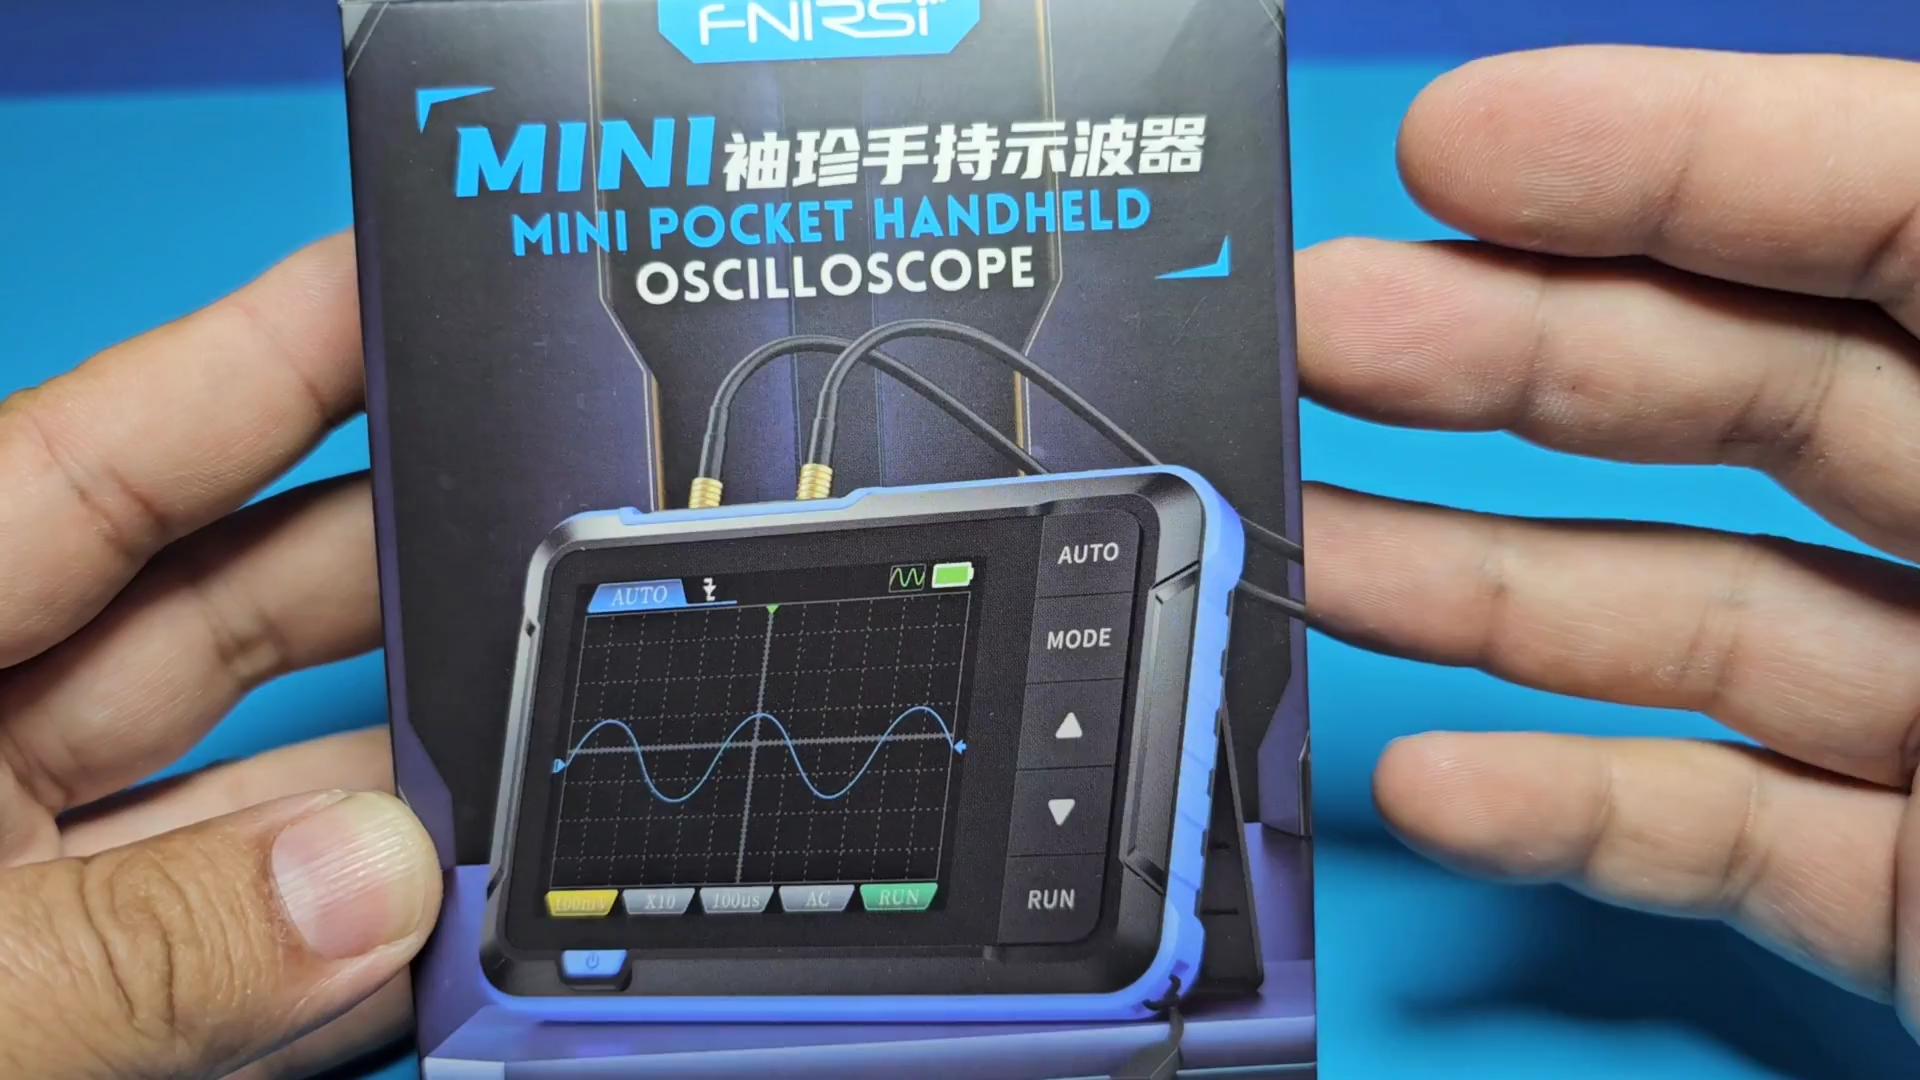 FNIRSI
MINI袖珍手持示波器
MINI POCKET HANDHELD
OSCILLOSCOPE
AUTO
AUTO
MODE
RUN
100mV X10 100us AC RUN